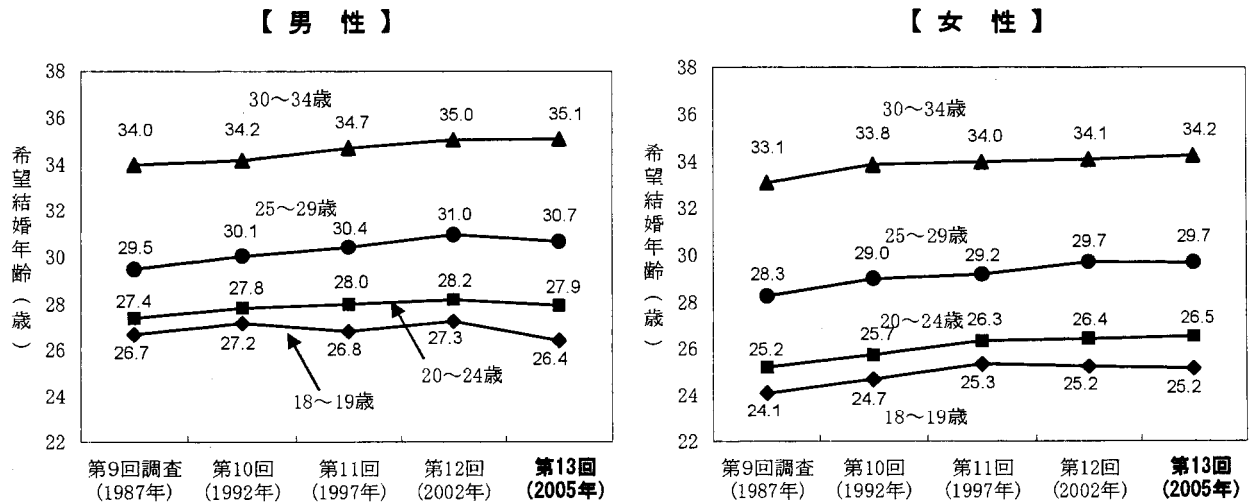 【 男 性 】
希望結婚年齢(歳)
38
36
34
32
30
28
26
24
22
30～34歳
34.0 34.2 34.7 35.0 35.1
25～29歳
29.5 30.1 30.4 31.0 30.7
27.4 27.8 28.0 28.2 27.9
26.7 27.2 26.8 27.3 26.4
20～24歳
18～19歳
第9回調査 第10回 第11回 第12回 第13回
(1987年) (1992年) (1997年) (2002年) (2005年)
【 女 性 】
希望結婚年齢(歳)
38
36
34
32
30
28
26
24
22
30～34歳
33.1 33.8 34.0 34.1 34.2
25～29歳
28.3 29.0 29.2 29.7 29.7
20～24歳
25.2 25.7 26.3 26.4 26.5
24.1 24.7 25.3 25.2 25.2
18～19歳
第9回調査 第10回 第11回 第12回 第13回
(1987年) (1992年) (1997年) (2002年) (2005年)